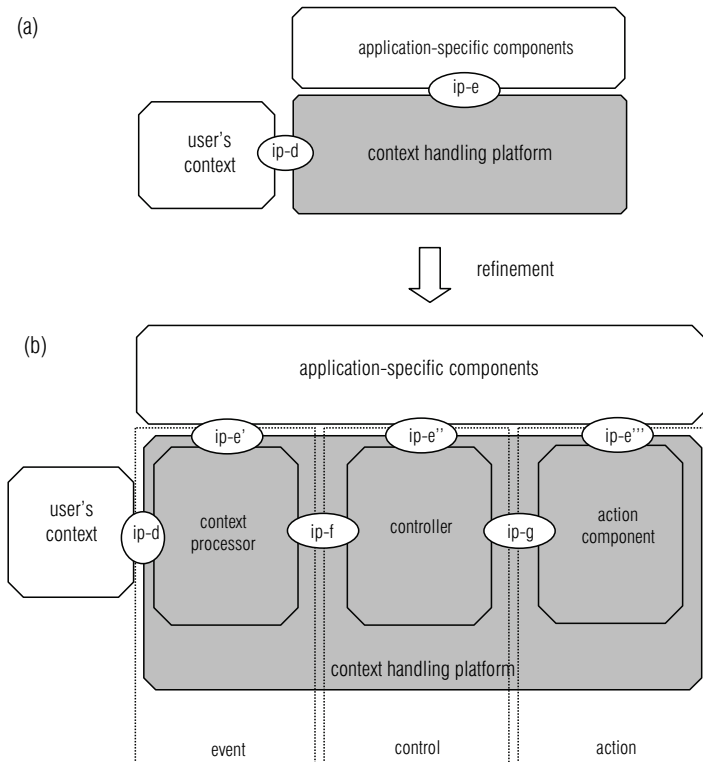 (a)
application-specific components
ip-e
user's
context
ip-d
context handling platform
refinement
(b)
application-specific components
ip-e'
ip-e''
ip-e'''
user's
context
ip-d
context
processor
ip-f
controller
ip-g
action
component
context handling platform
event
control
action